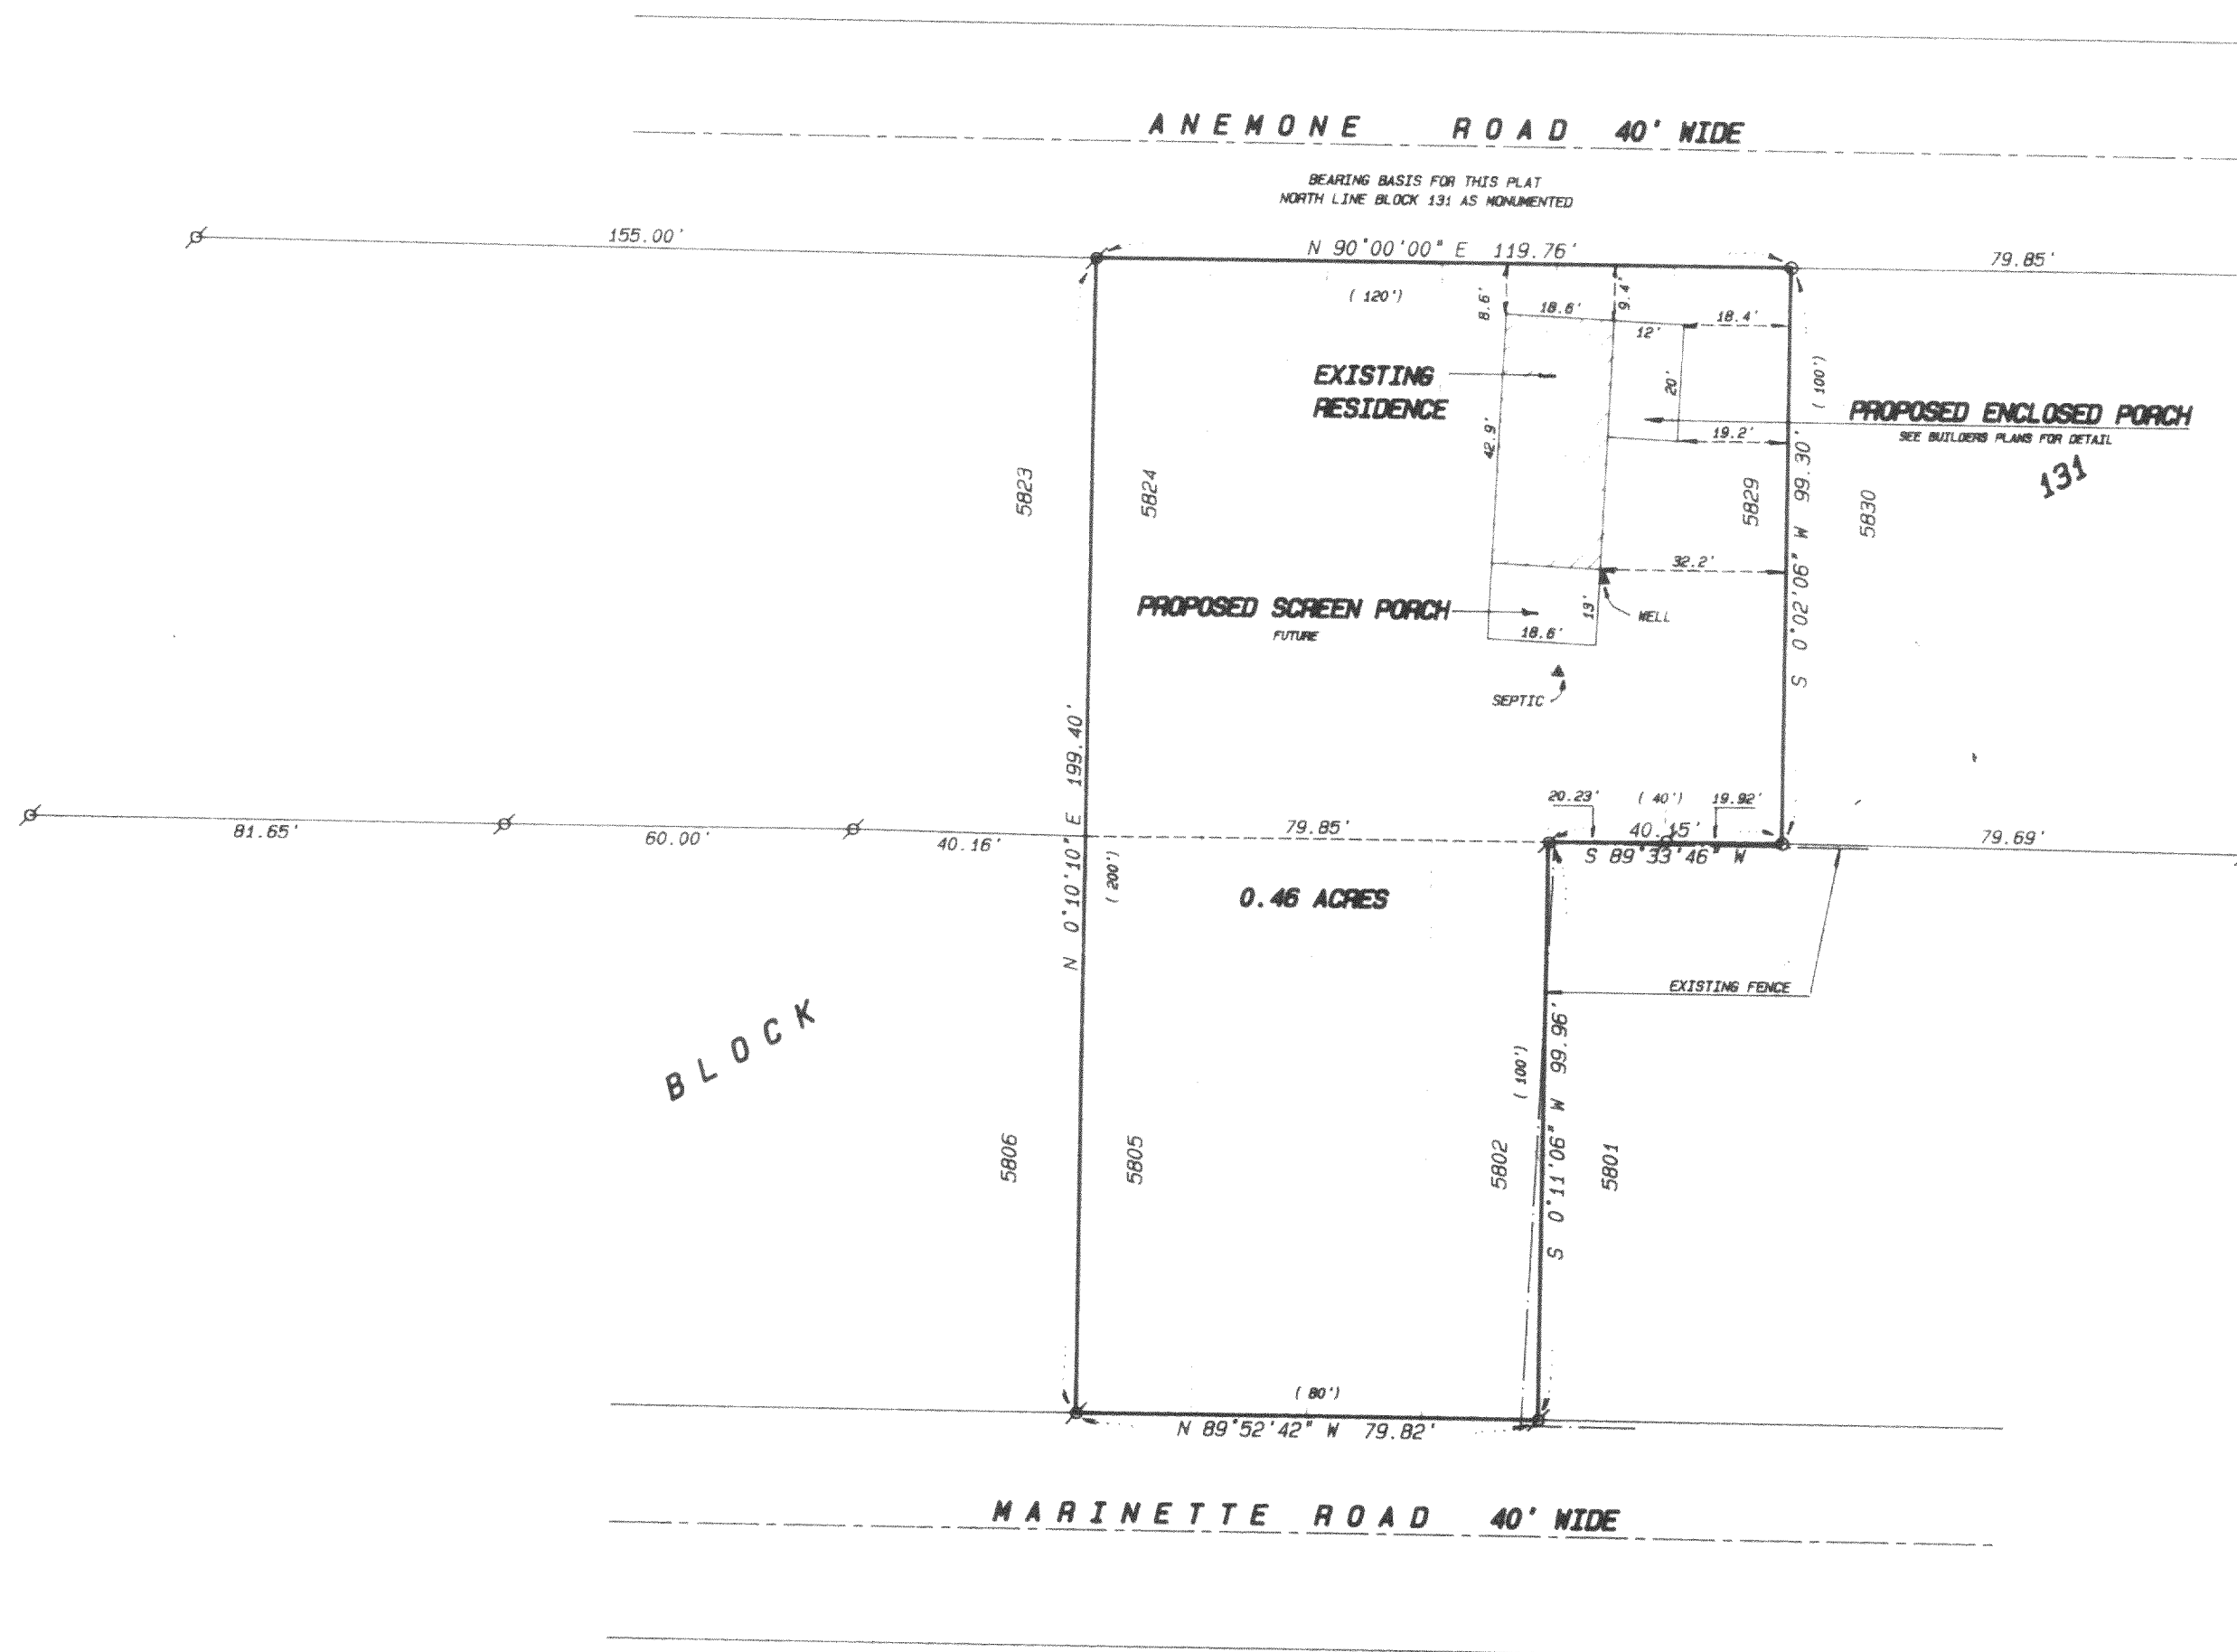 ANEMONE ROAD 40' WIDE
BEARING BASIS FOR THIS PLAT
NORTH LINE BLOCK 131 AS MONUMENTED
155.00'
N 90°00'00" E 119.76'
79.85'
( 120')
8.6'
18.6'
9.4'
12'
18.4'
20'
( 100')
EXISTING
RESIDENCE
42.9'
PROPOSED ENCLOSED PORCH
SEE BUILDERS PLANS FOR DETAIL
19.2'
131
5823
5824
5829
5830
S 0°02'06" W 99.30'
32.2'
PROPOSED SCREEN PORCH
FUTURE
13'
18.6'
WELL
SEPTIC
N 0°10'10" E 199.40'
( 200')
81.65'
60.00'
40.16'
79.85'
20.23'
( 40')
19.92'
40.15'
S 89°33'46" W
79.69'
0.46 ACRES
EXISTING FENCE
BLOCK
( 100')
S 0°11'06" W 99.96'
5806
5805
5802
5801
( 80')
N 89°52'42" W 79.82'
MARINETTE ROAD 40' WIDE